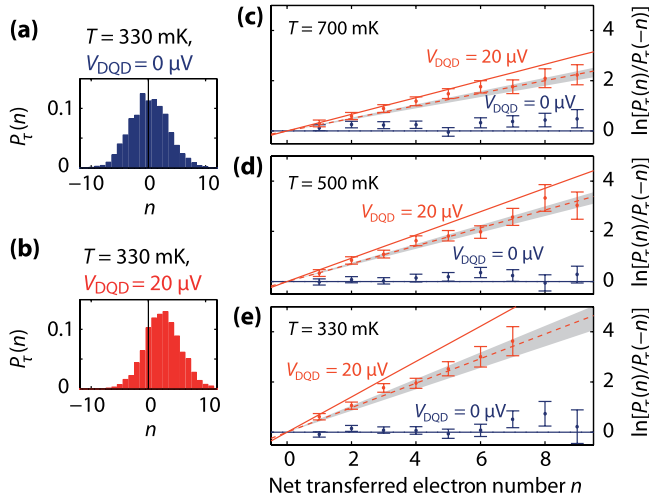 (a)
T = 330 mK,
V_DQD = 0 μV
P_τ(n)
0.1
0
−10 0 10
n
(b)
T = 330 mK,
V_DQD = 20 μV
P_τ(n)
0.1
0
−10 0 10
n
(c)
T = 700 mK
V_DQD = 20 μV
V_DQD = 0 μV
4
2
0
ln[P_τ(n)/P_τ(−n)]
(d)
T = 500 mK
V_DQD = 20 μV
V_DQD = 0 μV
4
2
0
ln[P_τ(n)/P_τ(−n)]
(e)
T = 330 mK
V_DQD = 20 μV
V_DQD = 0 μV
4
2
0
ln[P_τ(n)/P_τ(−n)]
0 2 4 6 8
Net transferred electron number n